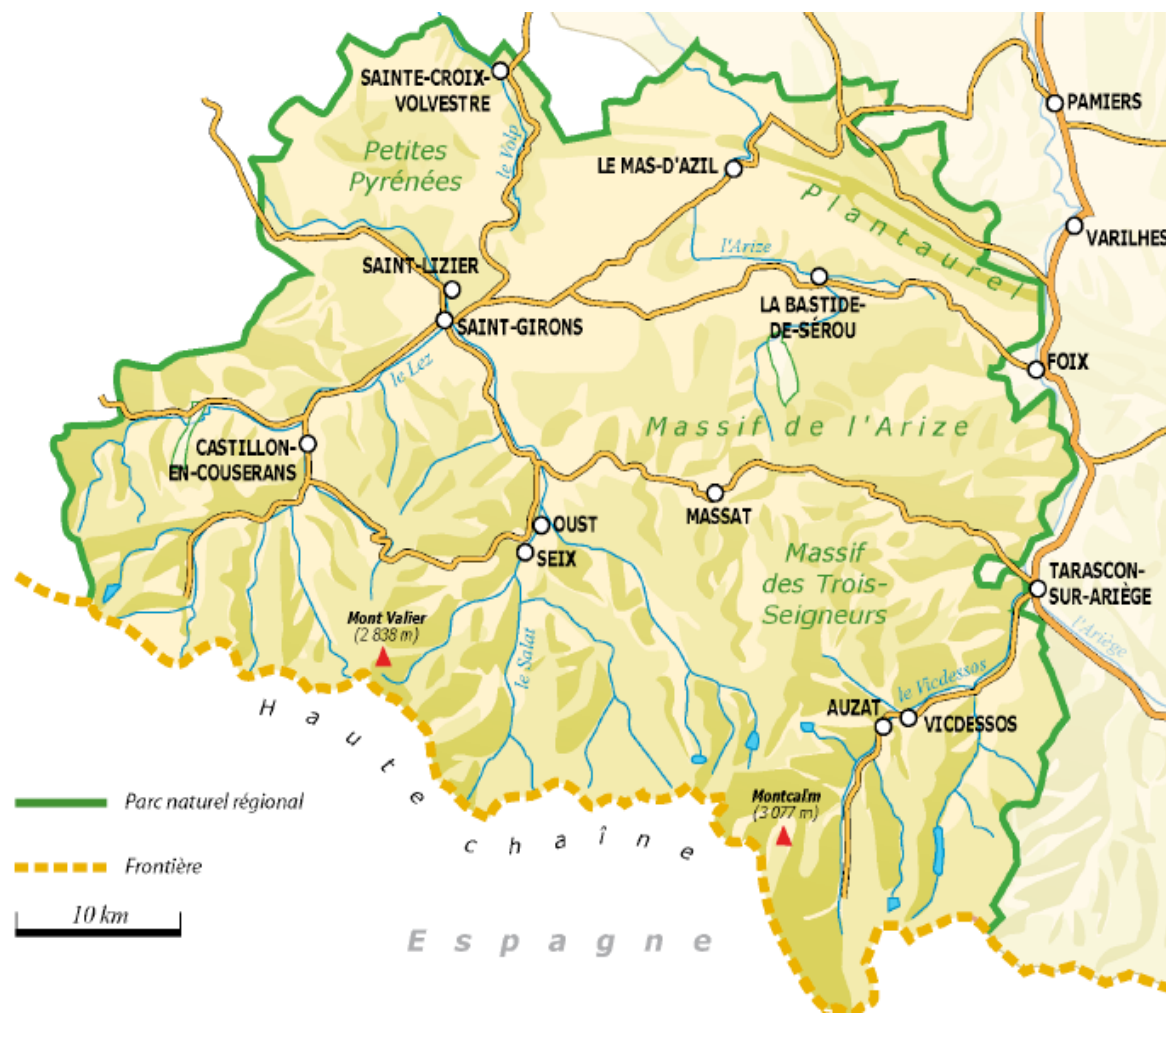 SAINTE-CROIX-
VOLVESTRE
PAMIERS
Petites
Pyrénées
le Volp
LE MAS-D'AZIL
Plantaurel
VARILHES
l'Arize
SAINT-LIZIER
LA BASTIDE-
DE-SÉROU
SAINT-GIRONS
FOIX
le Lez
Massif de l'Arize
CASTILLON-
EN-COUSERANS
MASSAT
OUST
SEIX
Massif
des Trois-
Seigneurs
TARASCON-
SUR-ARIÈGE
Mont Valier
(2 838 m)
l'Ariège
le Salat
le Vicdessos
AUZAT
VICDESSOS
Haute
chaîne
Montcalm
(3 077 m)
Parc naturel régional
Frontière
10 km
Espagne